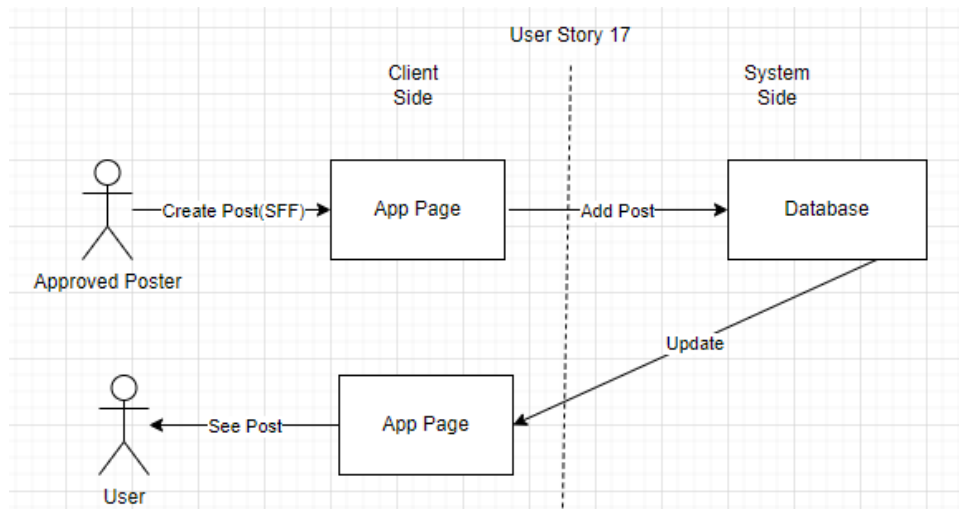 User Story 17
Client
Side
System
Side
Create Post(SFF)
App Page
Add Post
Database
Approved Poster
Update
See Post
App Page
User